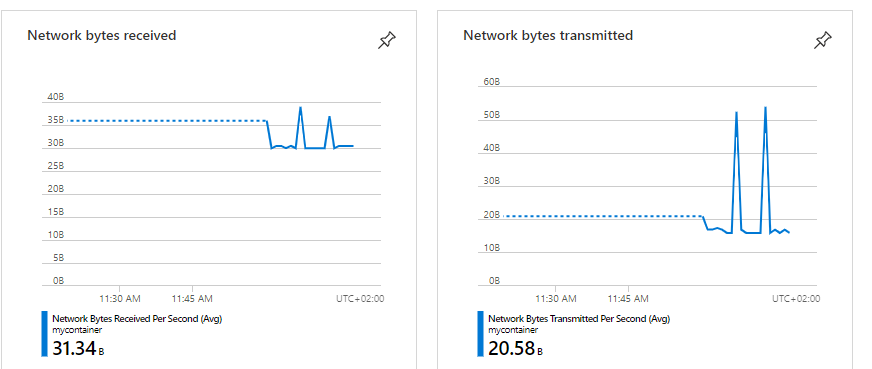 Network bytes received
40B
35B
30B
25B
20B
15B
10B
5B
0B
11:30 AM 11:45 AM UTC+02:00
Network Bytes Received Per Second (Avg)
mycontainer
31.34 B
Network bytes transmitted
60B
50B
40B
30B
20B
10B
0B
11:30 AM 11:45 AM UTC+02:00
Network Bytes Transmitted Per Second (Avg)
mycontainer
20.58 B